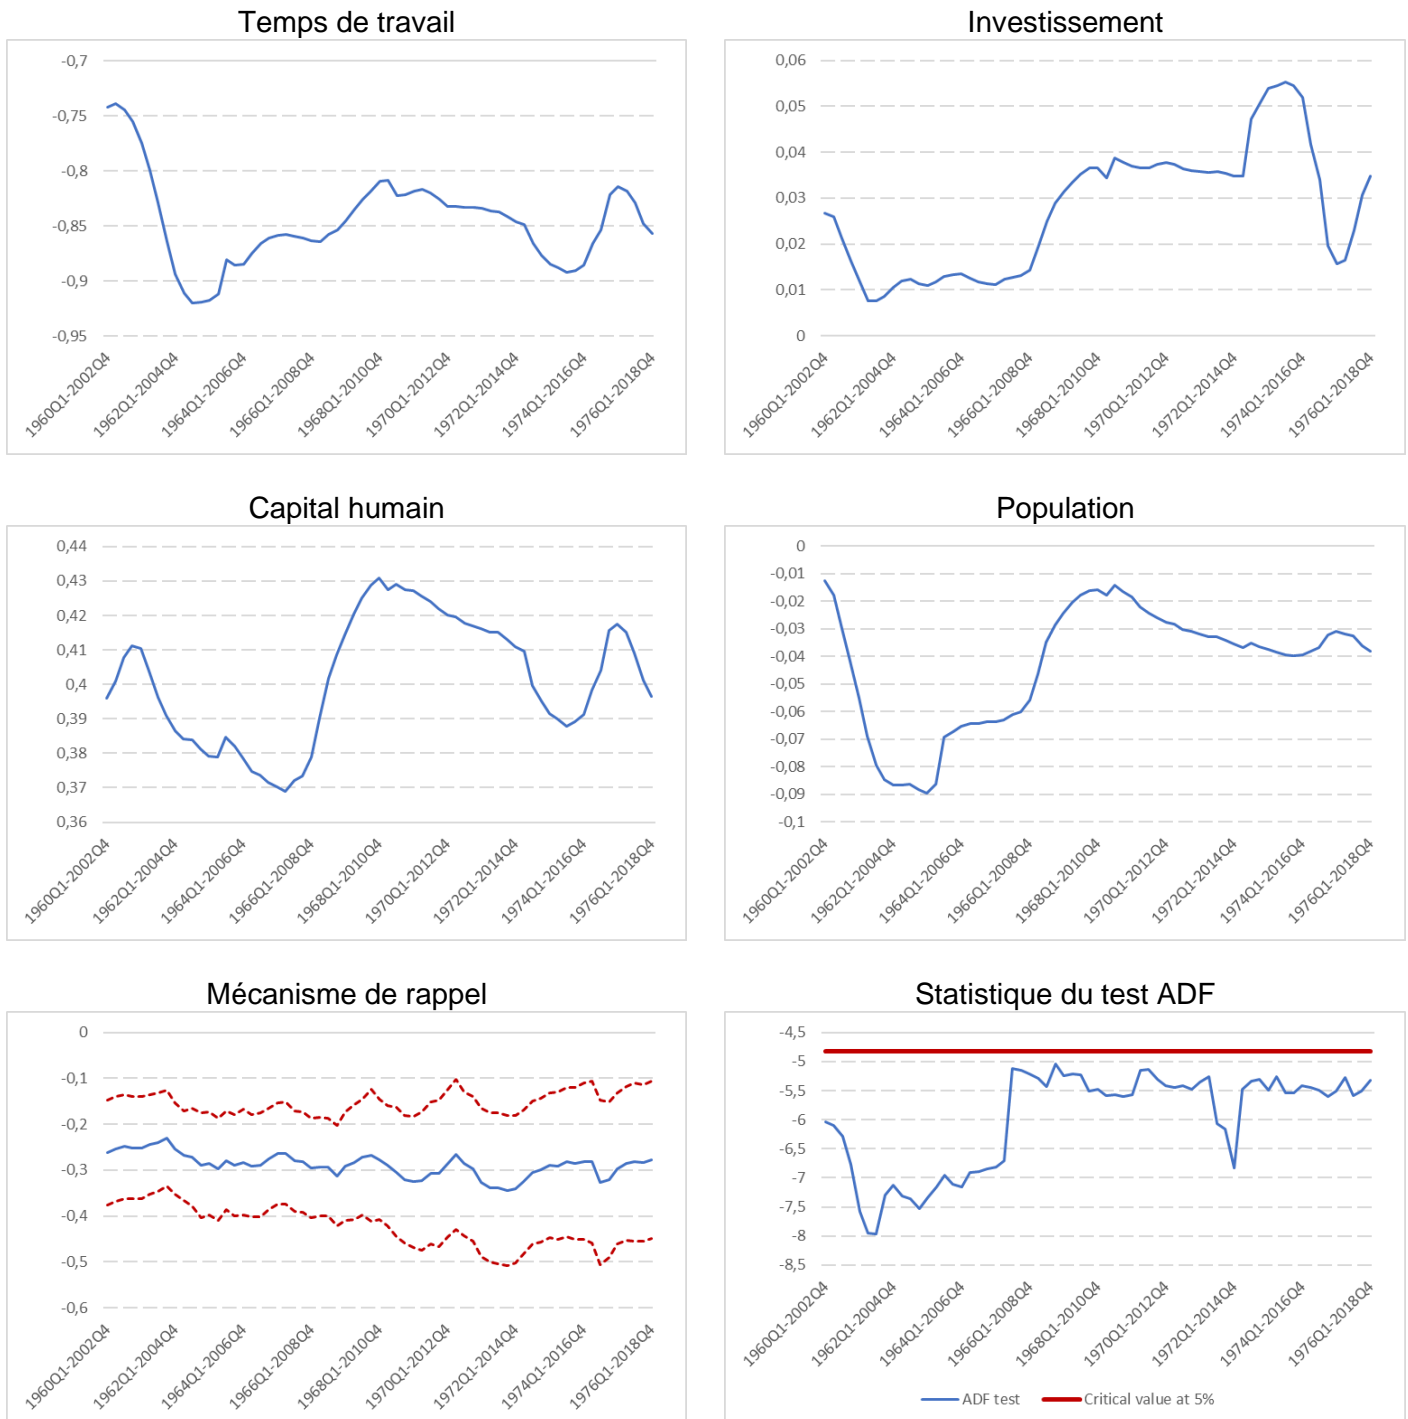 Temps de travail
-0,7
-0,75
-0,8
-0,85
-0,9
-0,95
1960Q1-2002Q4
1962Q1-2004Q4
1964Q1-2006Q4
1966Q1-2008Q4
1968Q1-2010Q4
1970Q1-2012Q4
1972Q1-2014Q4
1974Q1-2016Q4
1976Q1-2018Q4
Investissement
0,06
0,05
0,04
0,03
0,02
0,01
0
1960Q1-2002Q4
1962Q1-2004Q4
1964Q1-2006Q4
1966Q1-2008Q4
1968Q1-2010Q4
1970Q1-2012Q4
1972Q1-2014Q4
1974Q1-2016Q4
1976Q1-2018Q4
Capital humain
0,44
0,43
0,42
0,41
0,4
0,39
0,38
0,37
0,36
1960Q1-2002Q4
1962Q1-2004Q4
1964Q1-2006Q4
1966Q1-2008Q4
1968Q1-2010Q4
1970Q1-2012Q4
1972Q1-2014Q4
1974Q1-2016Q4
1976Q1-2018Q4
Population
0
-0,01
-0,02
-0,03
-0,04
-0,05
-0,06
-0,07
-0,08
-0,09
-0,1
1960Q1-2002Q4
1962Q1-2004Q4
1964Q1-2006Q4
1966Q1-2008Q4
1968Q1-2010Q4
1970Q1-2012Q4
1972Q1-2014Q4
1974Q1-2016Q4
1976Q1-2018Q4
Mécanisme de rappel
0
-0,1
-0,2
-0,3
-0,4
-0,5
-0,6
1960Q1-2002Q4
1962Q1-2004Q4
1964Q1-2006Q4
1966Q1-2008Q4
1968Q1-2010Q4
1970Q1-2012Q4
1972Q1-2014Q4
1974Q1-2016Q4
1976Q1-2018Q4
Statistique du test ADF
-4,5
-5
-5,5
-6
-6,5
-7
-7,5
-8
-8,5
1960Q1-2002Q4
1962Q1-2004Q4
1964Q1-2006Q4
1966Q1-2008Q4
1968Q1-2010Q4
1970Q1-2012Q4
1972Q1-2014Q4
1974Q1-2016Q4
1976Q1-2018Q4
ADF test
Critical value at 5%